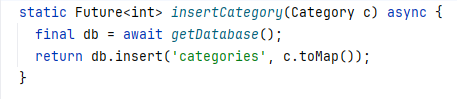 static Future<int> insertCategory(Category c) async {
  final db = await getDatabase();
  return db.insert('categories', c.toMap());
}